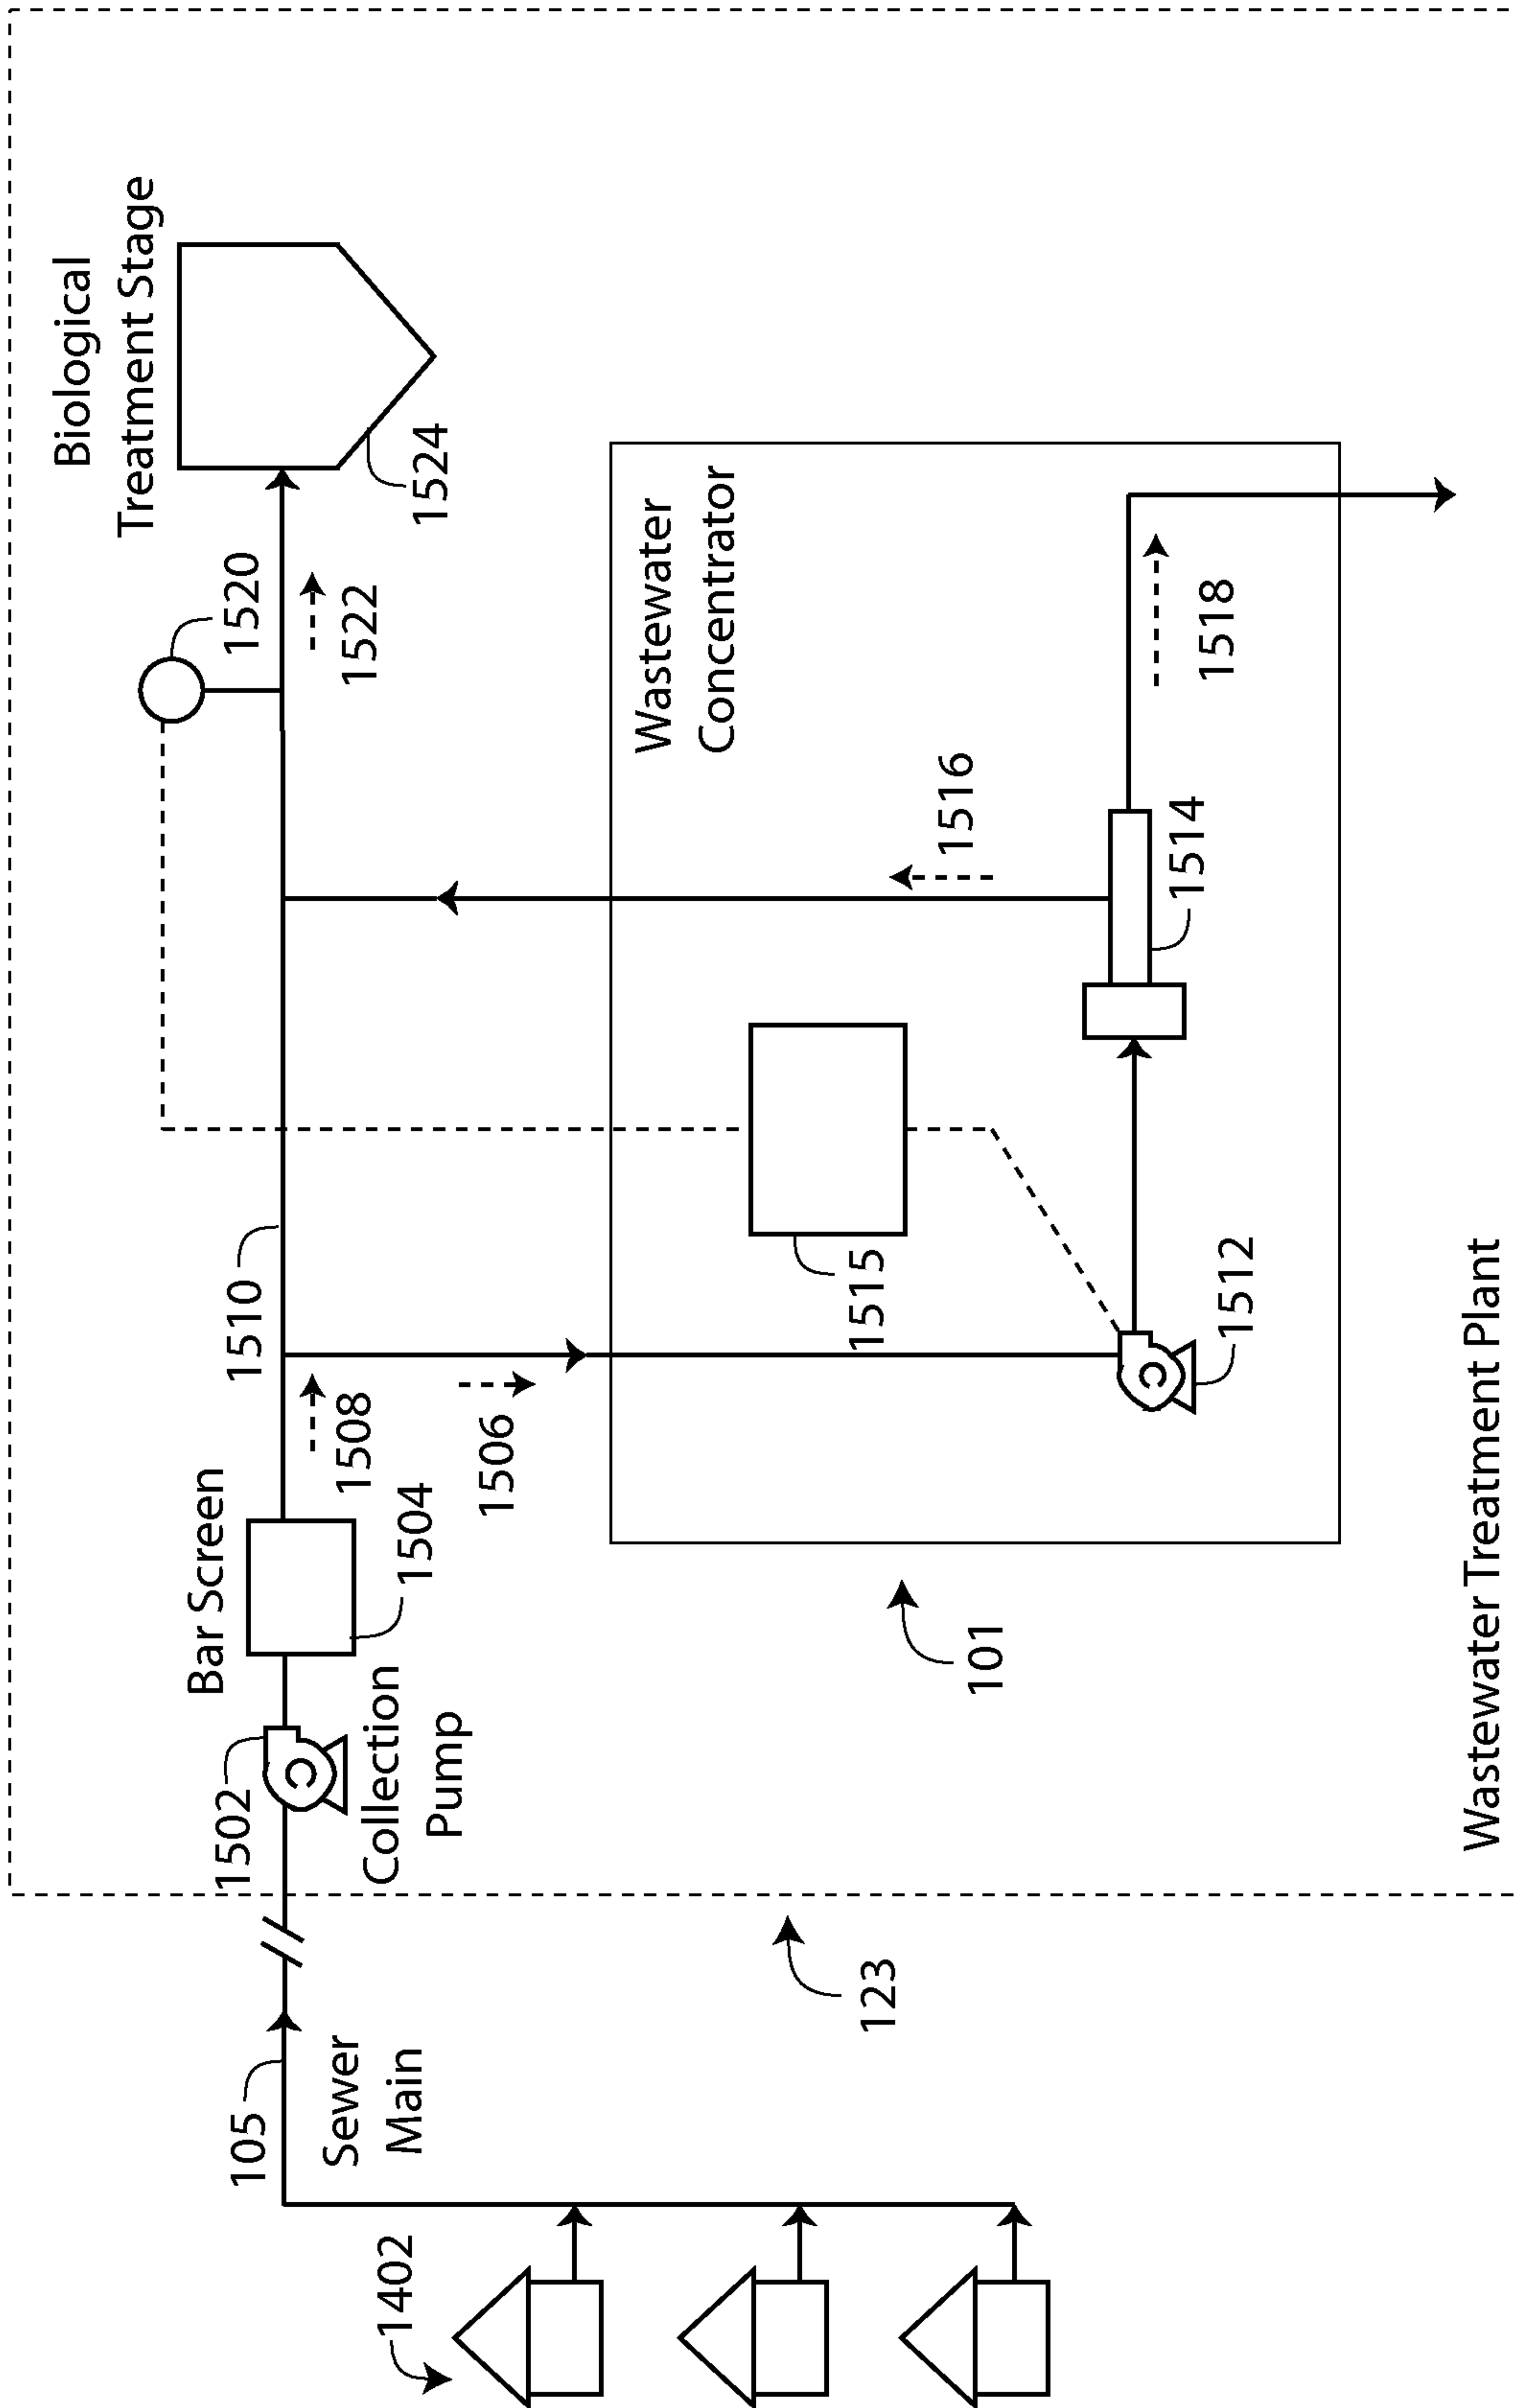 Biological
Treatment Stage
1520
1522
1524
1510
Bar Screen
1508
1504
1506
1502
Collection
Pump
105
Sewer
Main
1402
123
101
Wastewater
Concentrator
1516
1518
1514
1515
1512
Wastewater Treatment Plant